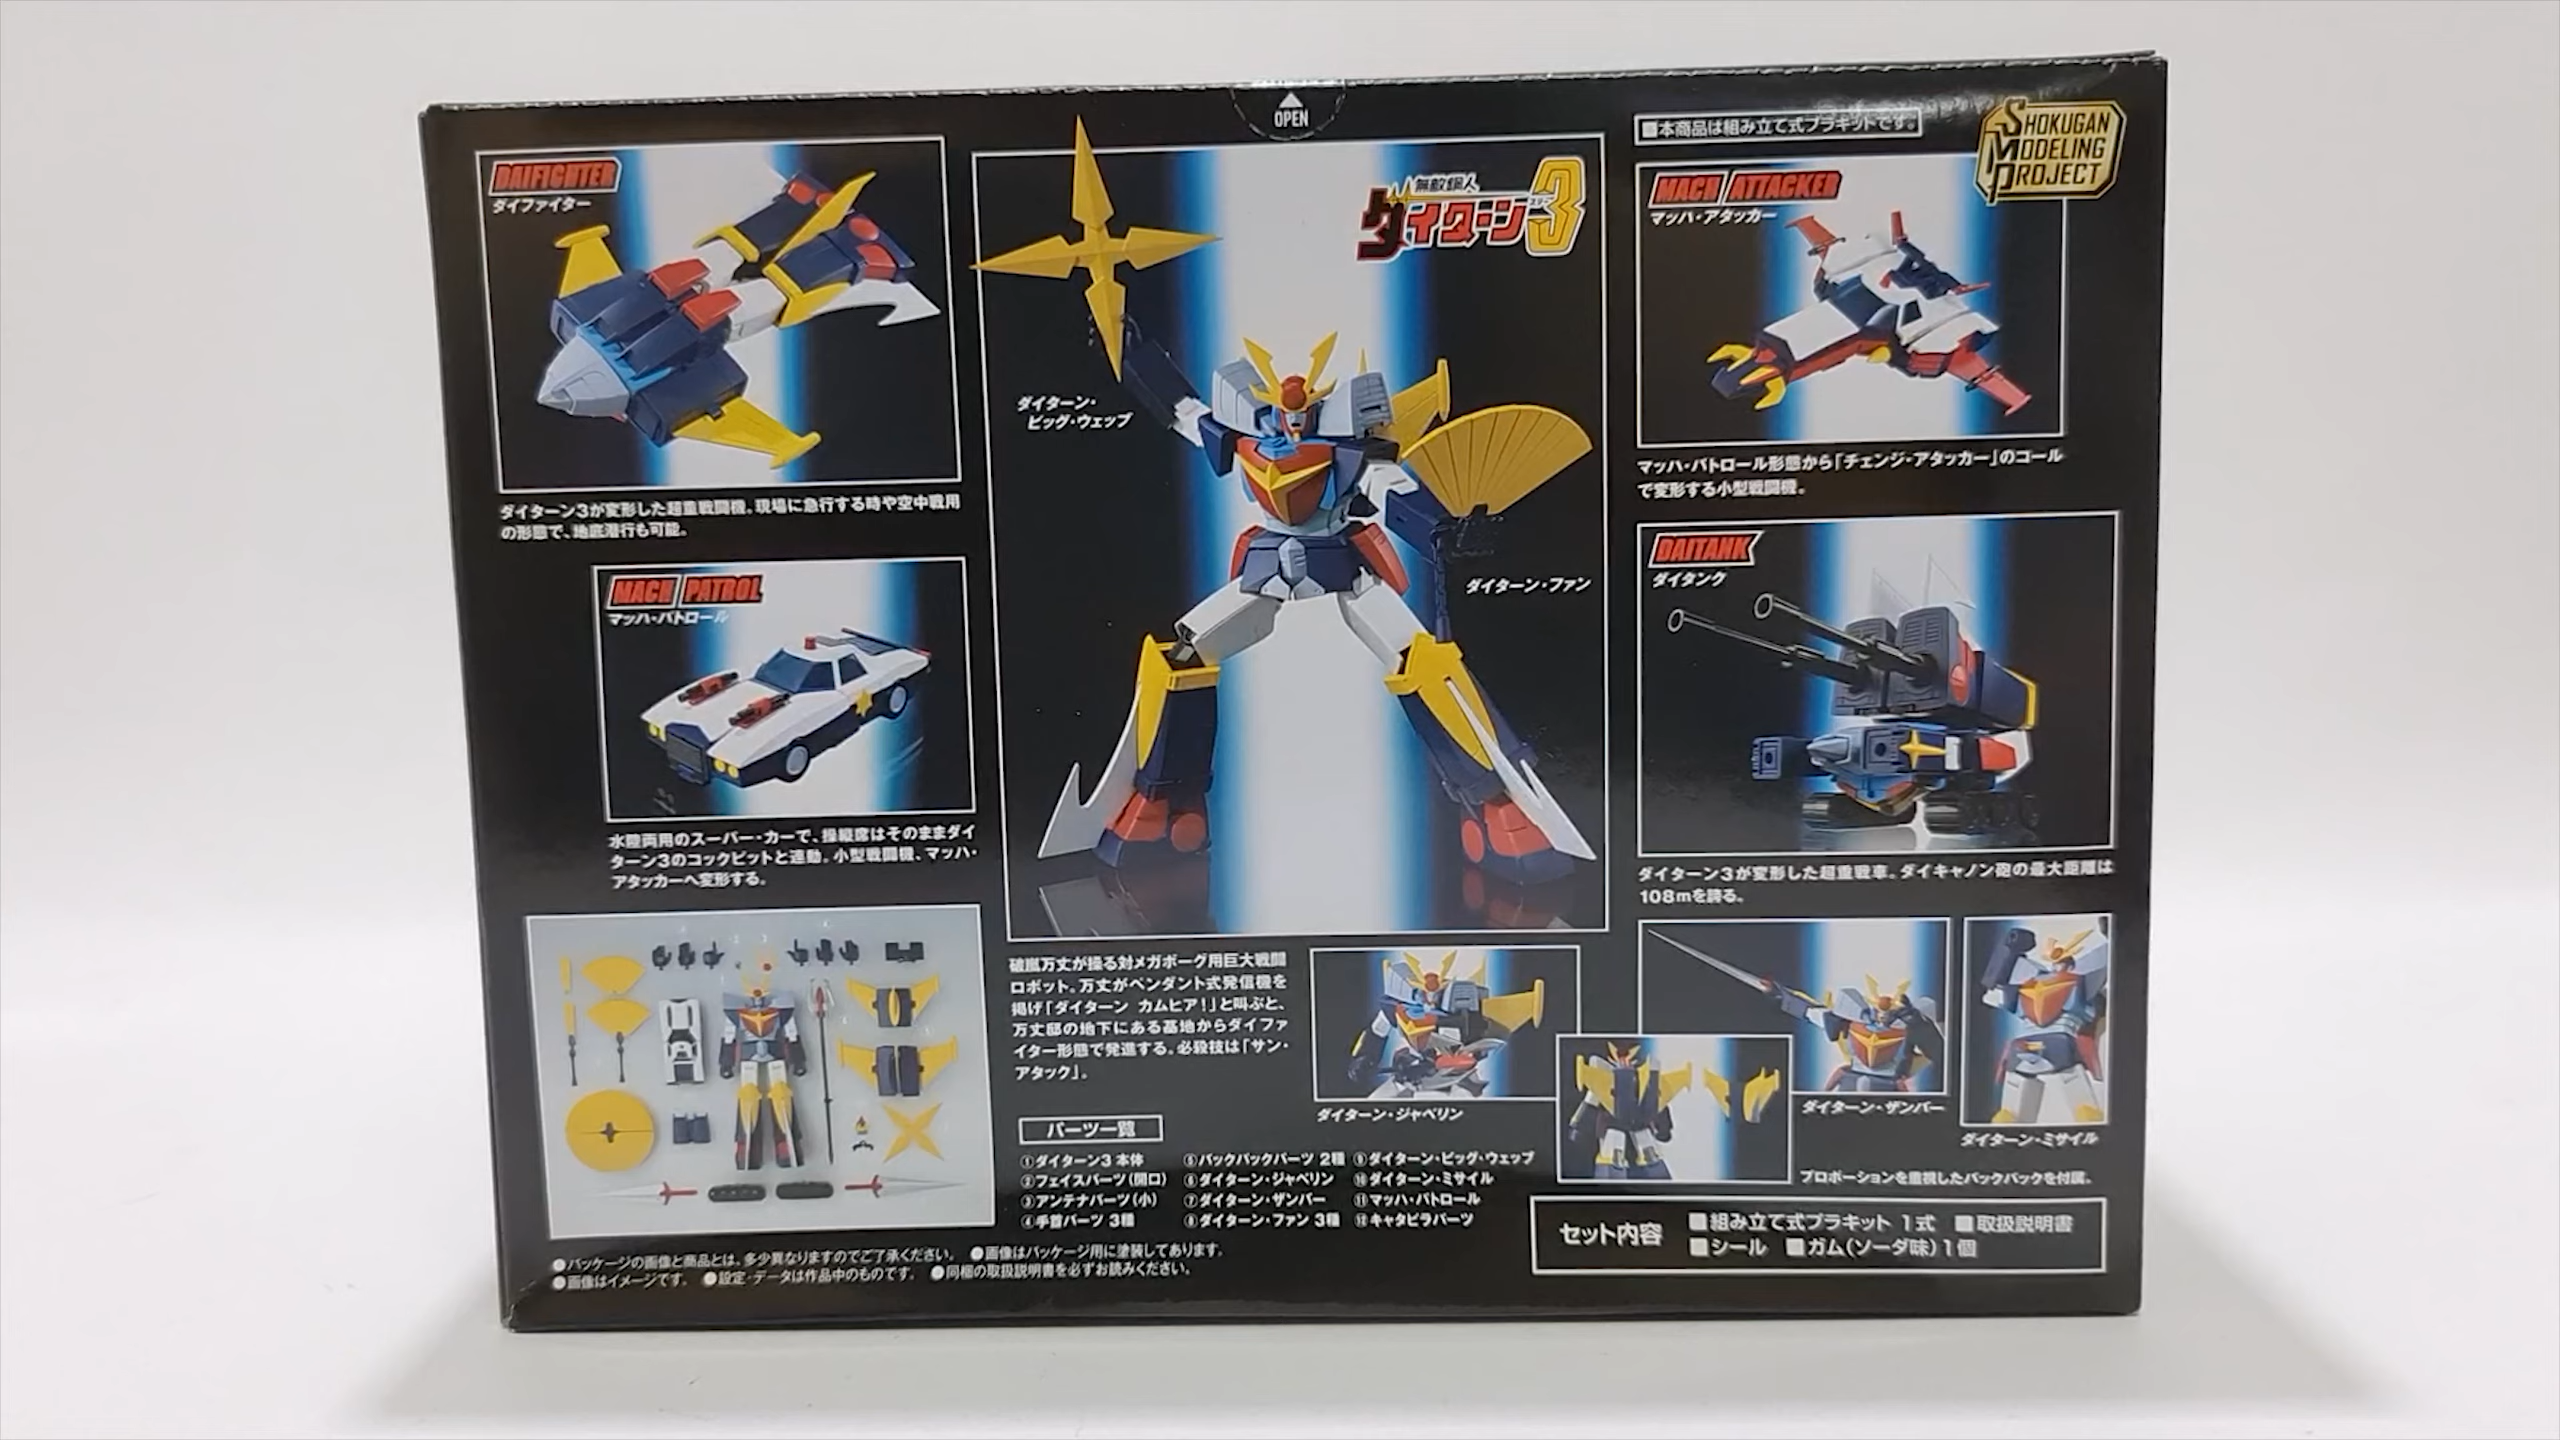 OPEN
DAIFIGHTER
ダイファイター
ダイターン3が変形した超重戦闘機。現場に急行する時や空中戦用
の形態で、地底潜行も可能。
MACH PATROL
マッハ・パトロール
水陸両用のスーパー・カーで、操縦席はそのままダイ
ターン3のコックピットと連動。小型戦闘機、マッハ・
アタッカーへ変形する。
無敵鋼人
ダイターン3
ダイターン・
ビッグ・ウェッブ
ダイターン・ファン
■本商品は組み立て式プラキットです。
SHOKUGAN
MODELING
PROJECT
MACH ATTACKER
マッハ・アタッカー
マッハ・パトロール形態から「チェンジ・アタッカー」のコール
で変形する小型戦闘機。
DAITANK
ダイタンク
ダイターン3が変形した超重戦車。ダイキャノン砲の最大距離は
108mを誇る。
破嵐万丈が操る対メガボーグ用巨大戦闘
ロボット。万丈がペンダント式発信機を
掲げ「ダイターン カムヒア!」と叫ぶと、
万丈邸の地下にある基地からダイファ
イター形態で発進する。必殺技は「サン・
アタック」。
ダイターン・ジャベリン
ダイターン・ザンバー
ダイターン・ミサイル
プロポーションを重視したバックパックを付属。
パーツ一覧
①ダイターン3 本体
②フェイスパーツ(開口)
③アンテナパーツ(小)
④手首パーツ 3種
⑤バックパックパーツ 2種
⑥ダイターン・ジャベリン
⑦ダイターン・ザンバー
⑧ダイターン・ファン 3種
⑨ダイターン・ビッグ・ウェッブ
⑩ダイターン・ミサイル
⑪マッハ・パトロール
⑫キャタピラパーツ
セット内容
■組み立て式プラキット 1式 ■取扱説明書
■シール ■ガム(ソーダ味)1個
●パッケージの画像と商品とは、多少異なりますのでご了承ください。 ●画像はパッケージ用に塗装してあります。
●画像はイメージです。 ●設定・データは作品中のものです。 ●同梱の取扱説明書を必ずお読みください。